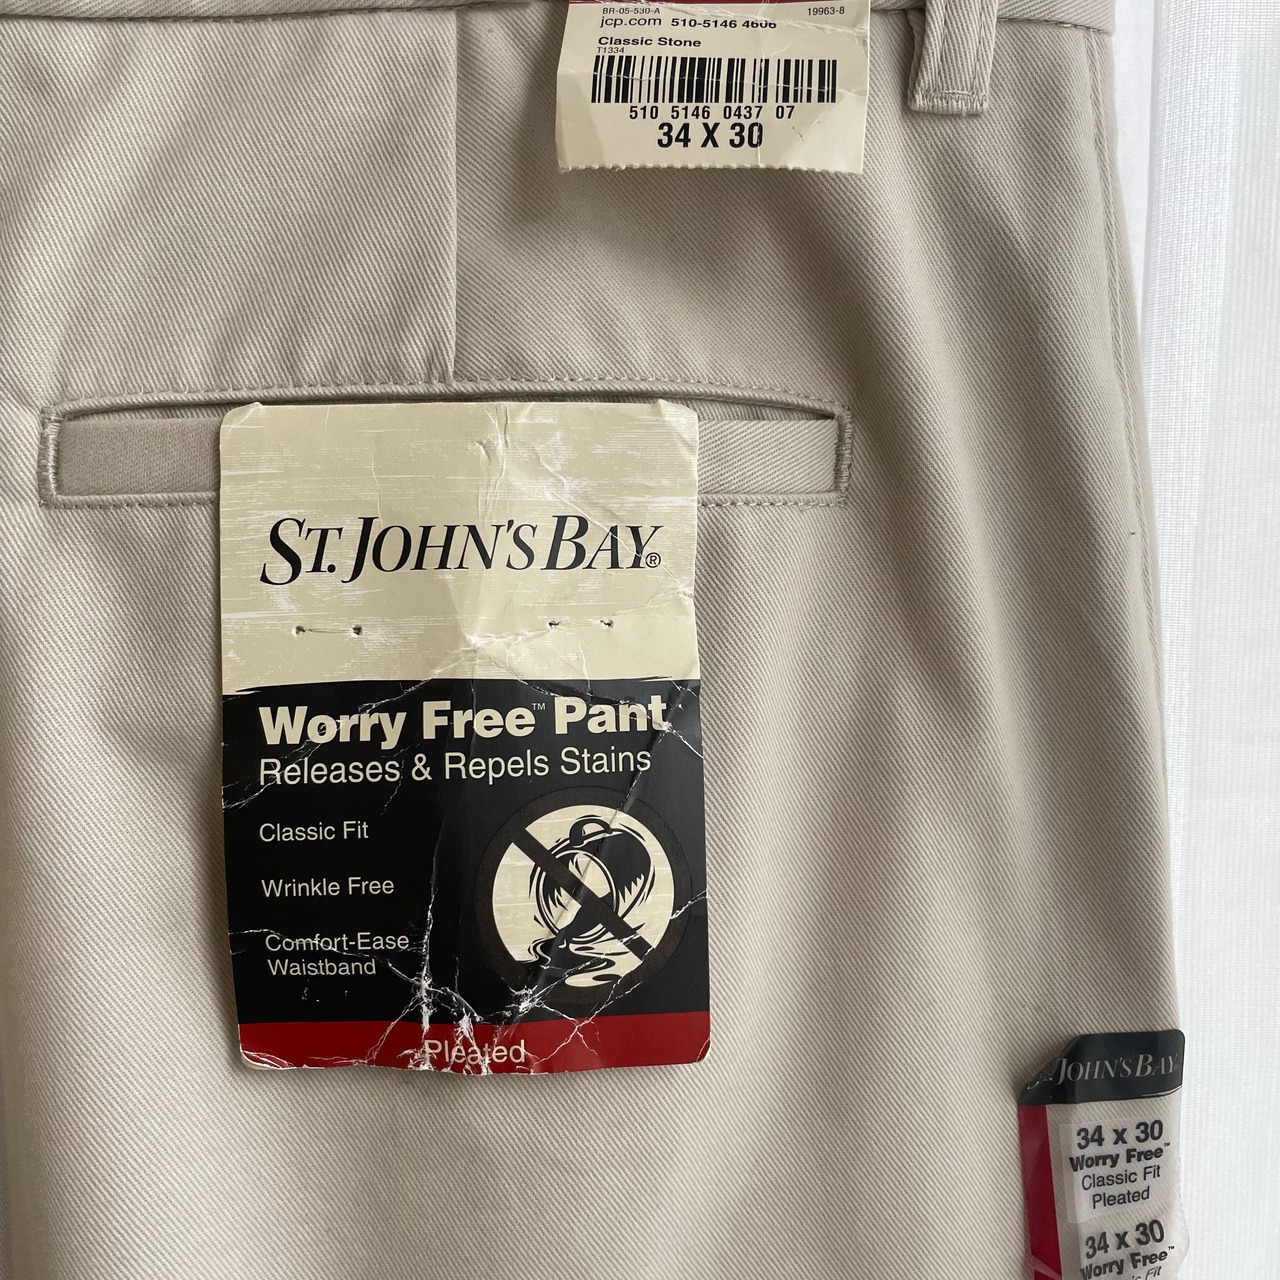 BR-05-530-A 19963-8
jcp.com 510-5146 4606
Classic Stone
T1334
510 5146 0437 07
34 X 30
ST. JOHN'S BAY®
Worry Free™ Pant
Releases & Repels Stains
Classic Fit
Wrinkle Free
Comfort-Ease
Waistband
Pleated
JOHN'S BAY
34 x 30
Worry Free™
Classic Fit
Pleated
34 x 30
Worry Free™
Fit